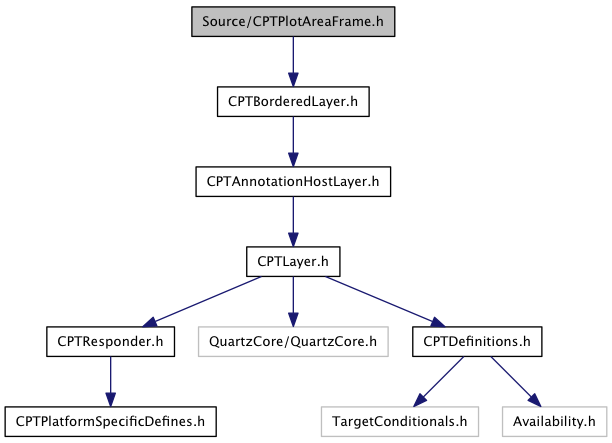 Source/CPTPlotAreaFrame.h
CPTBorderedLayer.h
CPTAnnotationHostLayer.h
CPTLayer.h
CPTResponder.h
QuartzCore/QuartzCore.h
CPTDefinitions.h
CPTPlatformSpecificDefines.h
TargetConditionals.h
Availability.h